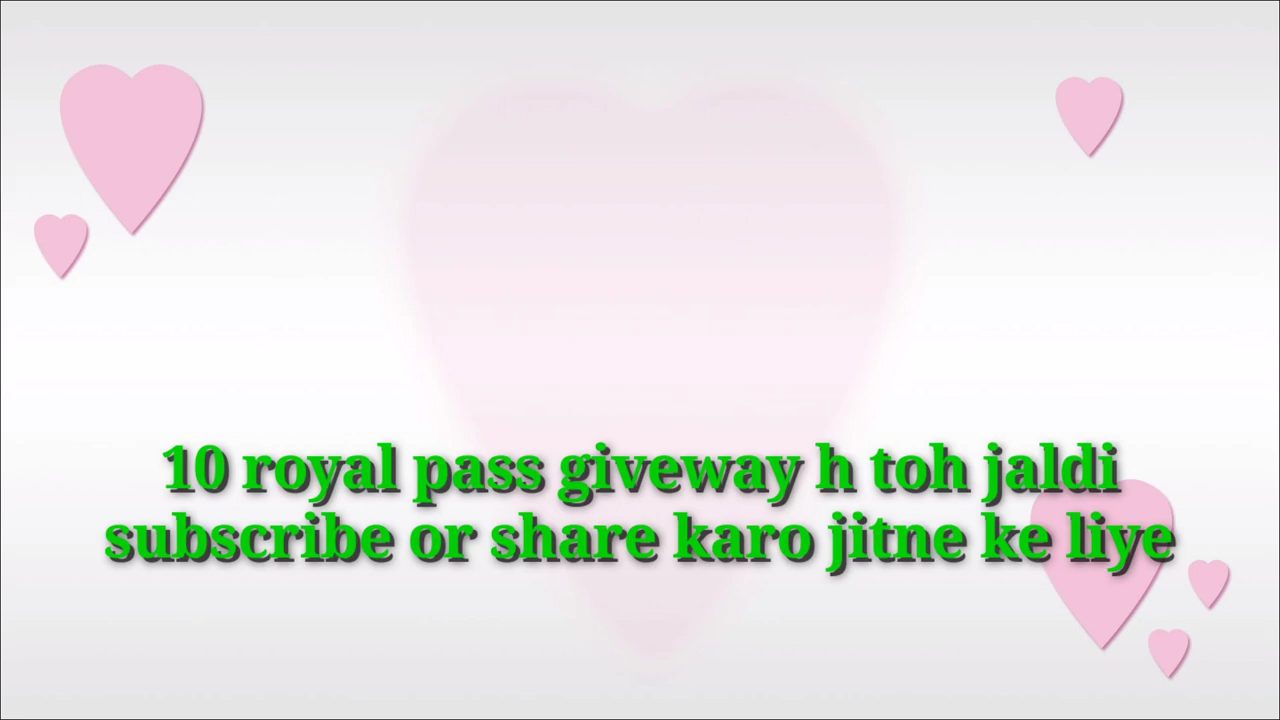 10 royal pass giveway h toh jaldi
subscribe or share karo jitne ke liye